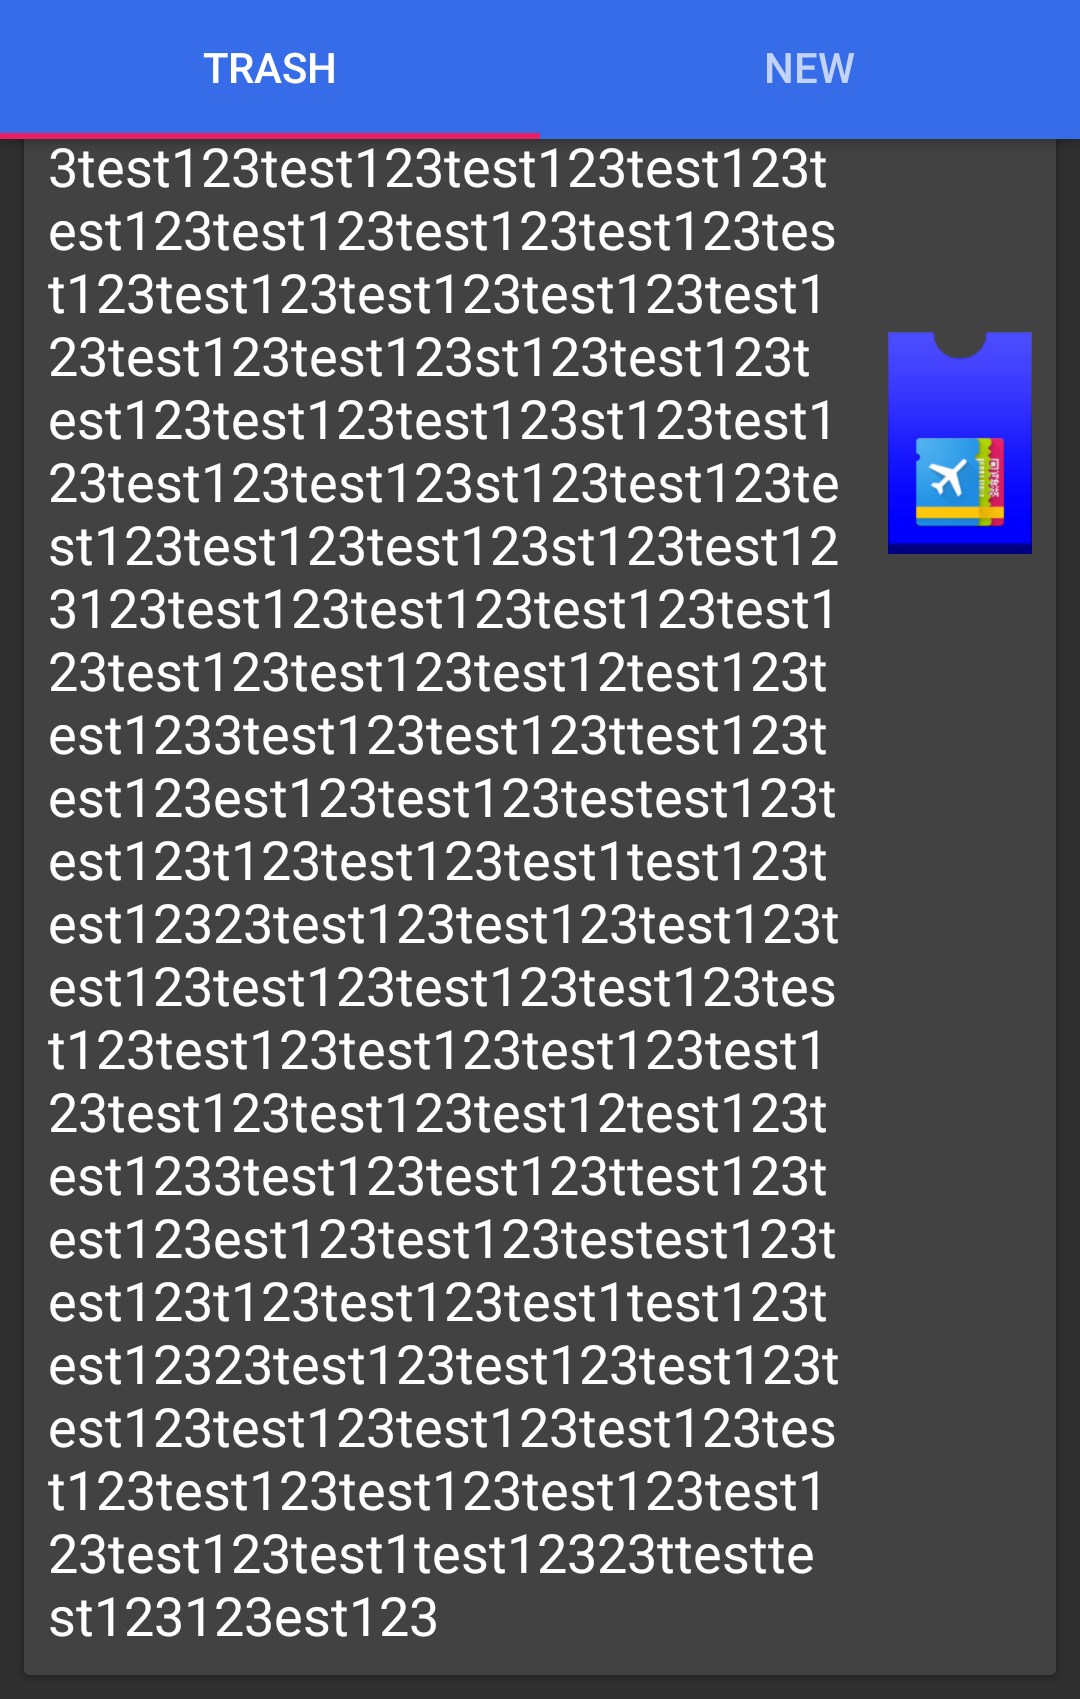 TRASH
NEW
3test123test123test123test123t
est123test123test123test123tes
t123test123test123test123test1
23test123test123st123test123t
est123test123test123st123test1
23test123test123st123test123te
st123test123test123st123test12
3123test123test123test123test1
23test123test123test12test123t
est1233test123test123ttest123t
est123est123test123testest123t
est123t123test123test1test123t
est12323test123test123test123t
est123test123test123test123tes
t123test123test123test123test1
23test123test123test12test123t
est1233test123test123ttest123t
est123est123test123testest123t
est123t123test123test1test123t
est12323test123test123test123t
est123test123test123test123tes
t123test123test123test123test1
23test123test1test12323ttestte
st123123est123